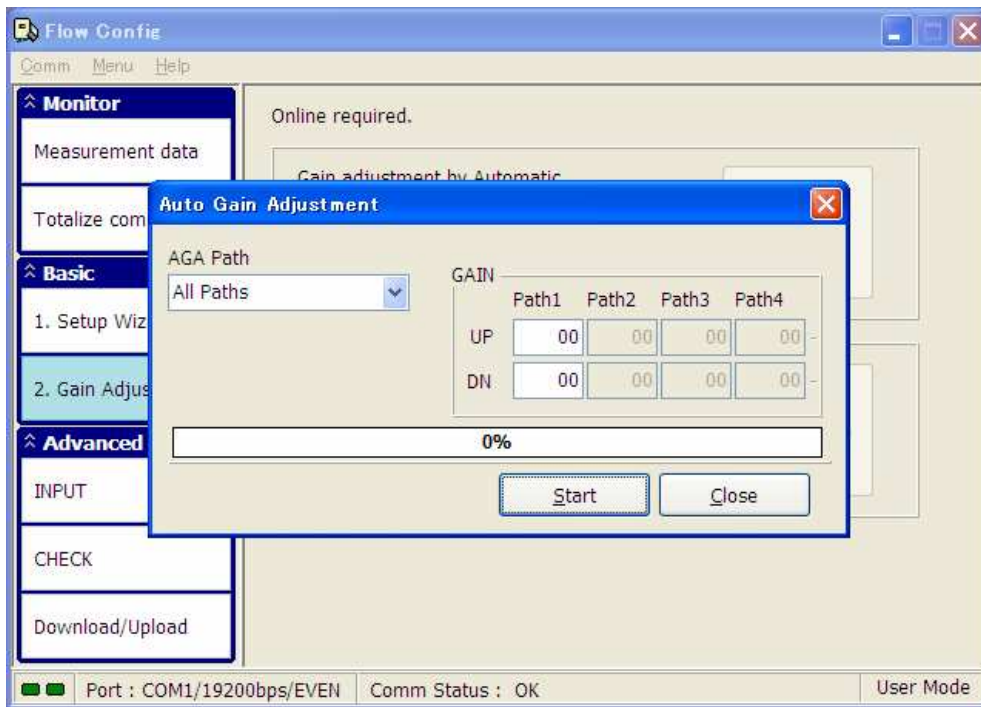 Flow Config
Comm Menu Help
Monitor
Measurement data
Totalize com
Basic
1. Setup Wiz
2. Gain Adjus
Advanced
INPUT
CHECK
Download/Upload
Online required.
Gain adjustment by Automatic
Auto Gain Adjustment
AGA Path
All Paths
GAIN
Path1 Path2 Path3 Path4
UP 00 00 00 00 -
DN 00 00 00 00 -
0%
Start Close
Port : COM1/19200bps/EVEN Comm Status : OK User Mode